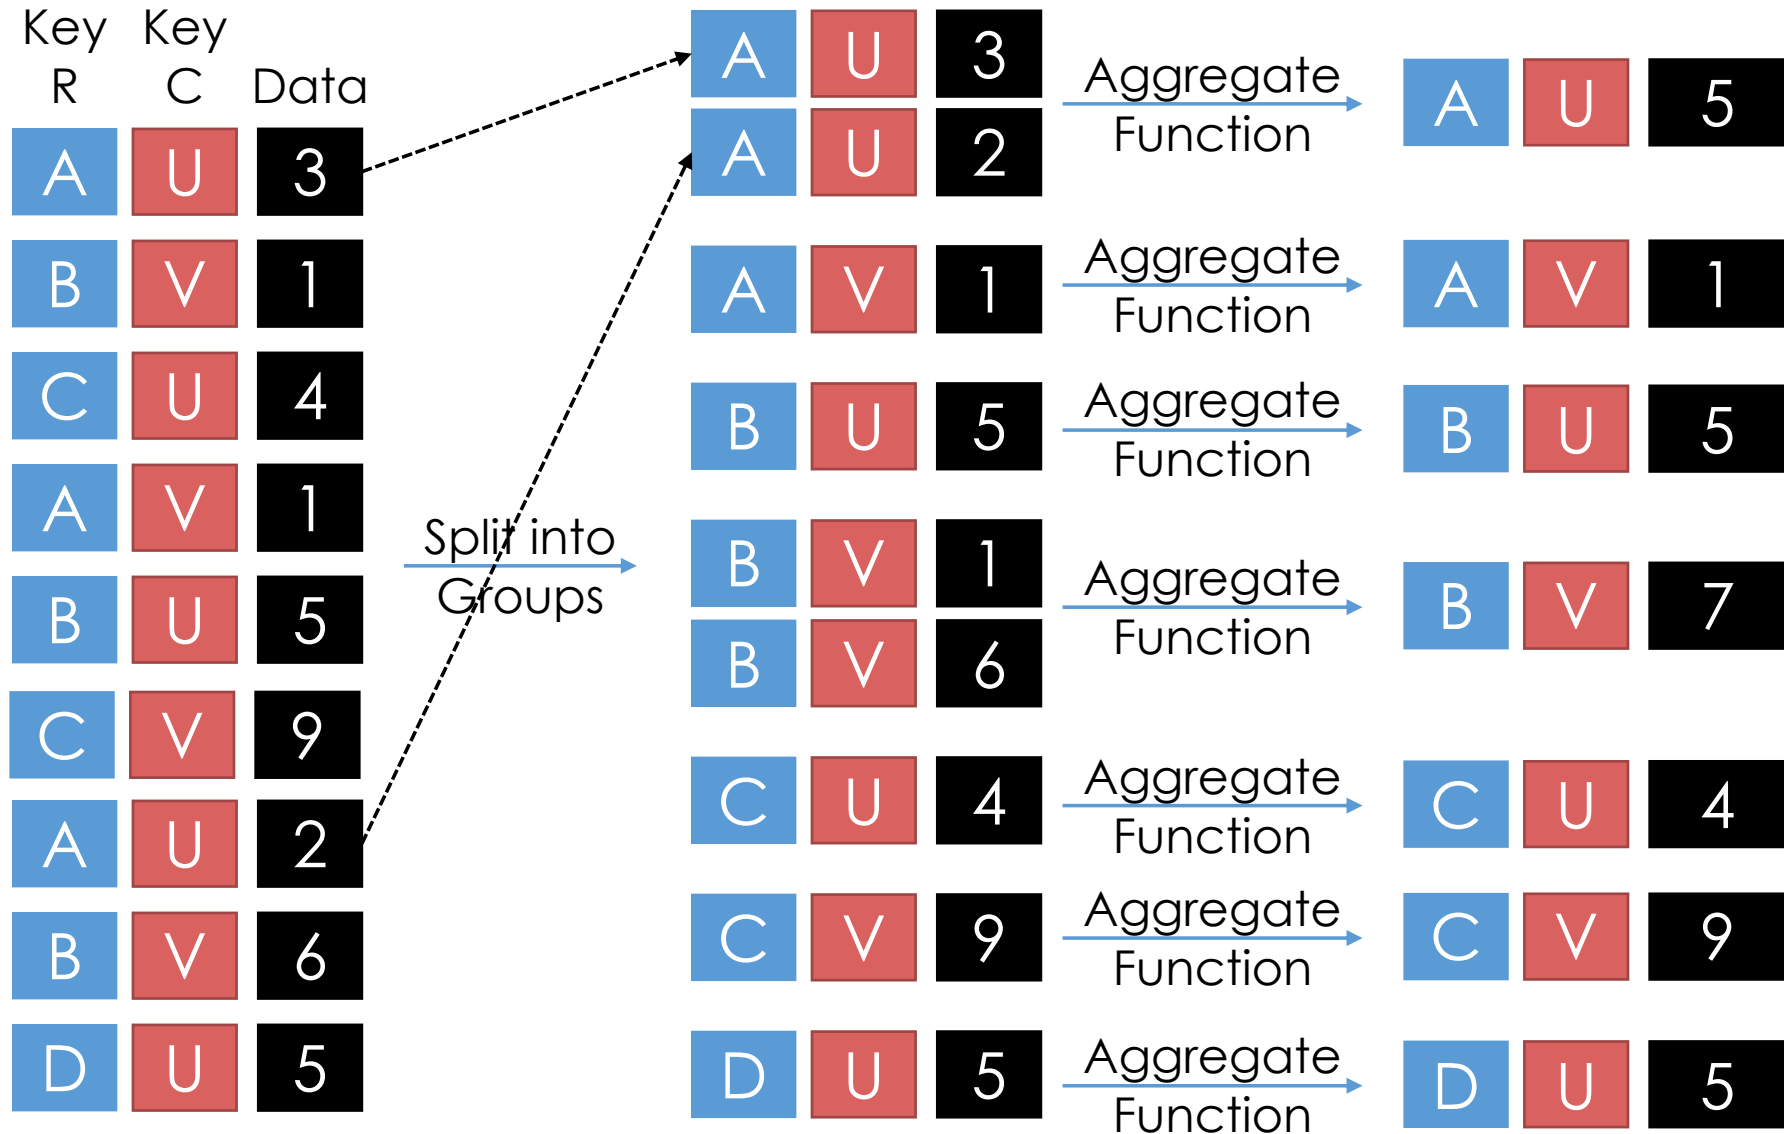 Key Key
R C Data
A U 3
B V 1
C U 4
A V 1
B U 5
C V 9
A U 2
B V 6
D U 5
Split into
Groups
A U 3
A U 2
A V 1
B U 5
B V 1
B V 6
C U 4
C V 9
D U 5
Aggregate
Function
Aggregate
Function
Aggregate
Function
Aggregate
Function
Aggregate
Function
Aggregate
Function
Aggregate
Function
A U 5
A V 1
B U 5
B V 7
C U 4
C V 9
D U 5